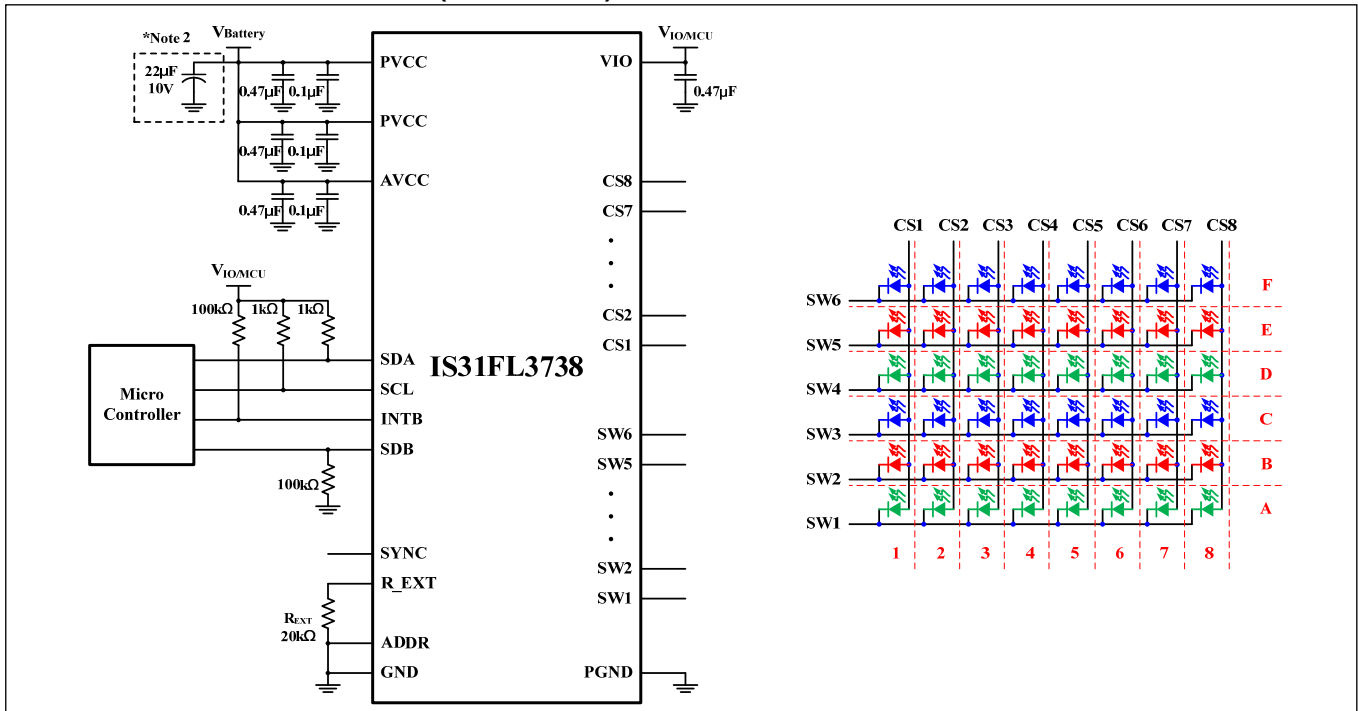 *Note 2
VBattery
22µF
10V
0.47µF 0.1µF
0.47µF 0.1µF
0.47µF 0.1µF
PVCC
PVCC
AVCC
VIO/MCU
100kΩ 1kΩ 1kΩ
Micro
Controller
SDA
SCL
INTB
SDB
100kΩ
SYNC
R_EXT
REXT
20kΩ
ADDR
GND
IS31FL3738
VIO
VIO/MCU
0.47µF
CS8
CS7
CS2
CS1
SW6
SW5
SW2
SW1
PGND
CS1 CS2 CS3 CS4 CS5 CS6 CS7 CS8
SW6 F
SW5 E
SW4 D
SW3 C
SW2 B
SW1 A
1 2 3 4 5 6 7 8